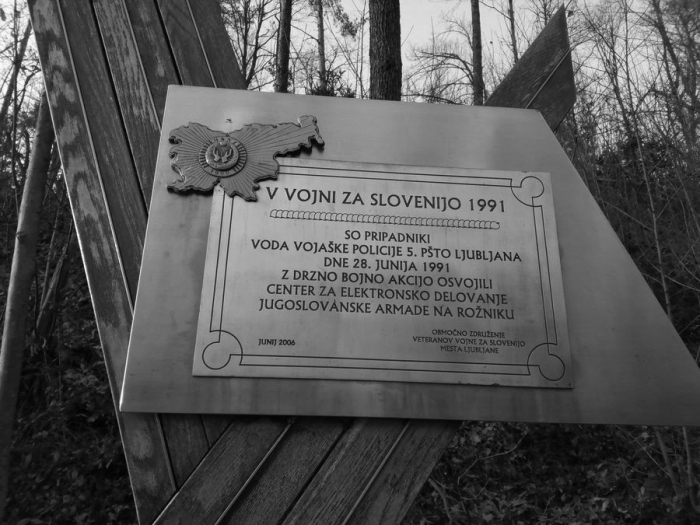 V VOJNI ZA SLOVENIJO 1991
SO PRIPADNIKI
VODA VOJAŠKE POLICIJE 5. PŠTO LJUBLJANA
DNE 28. JUNIJA 1991
Z DRZNO BOJNO AKCIJO OSVOJILI
CENTER ZA ELEKTRONSKO DELOVANJE
JUGOSLOVANSKE ARMADE NA ROŽNIKU
JUNIJ 2006
OBMOČNO ZDRUŽENJE
VETERANOV VOJNE ZA SLOVENIJO
MESTA LJUBLJANE